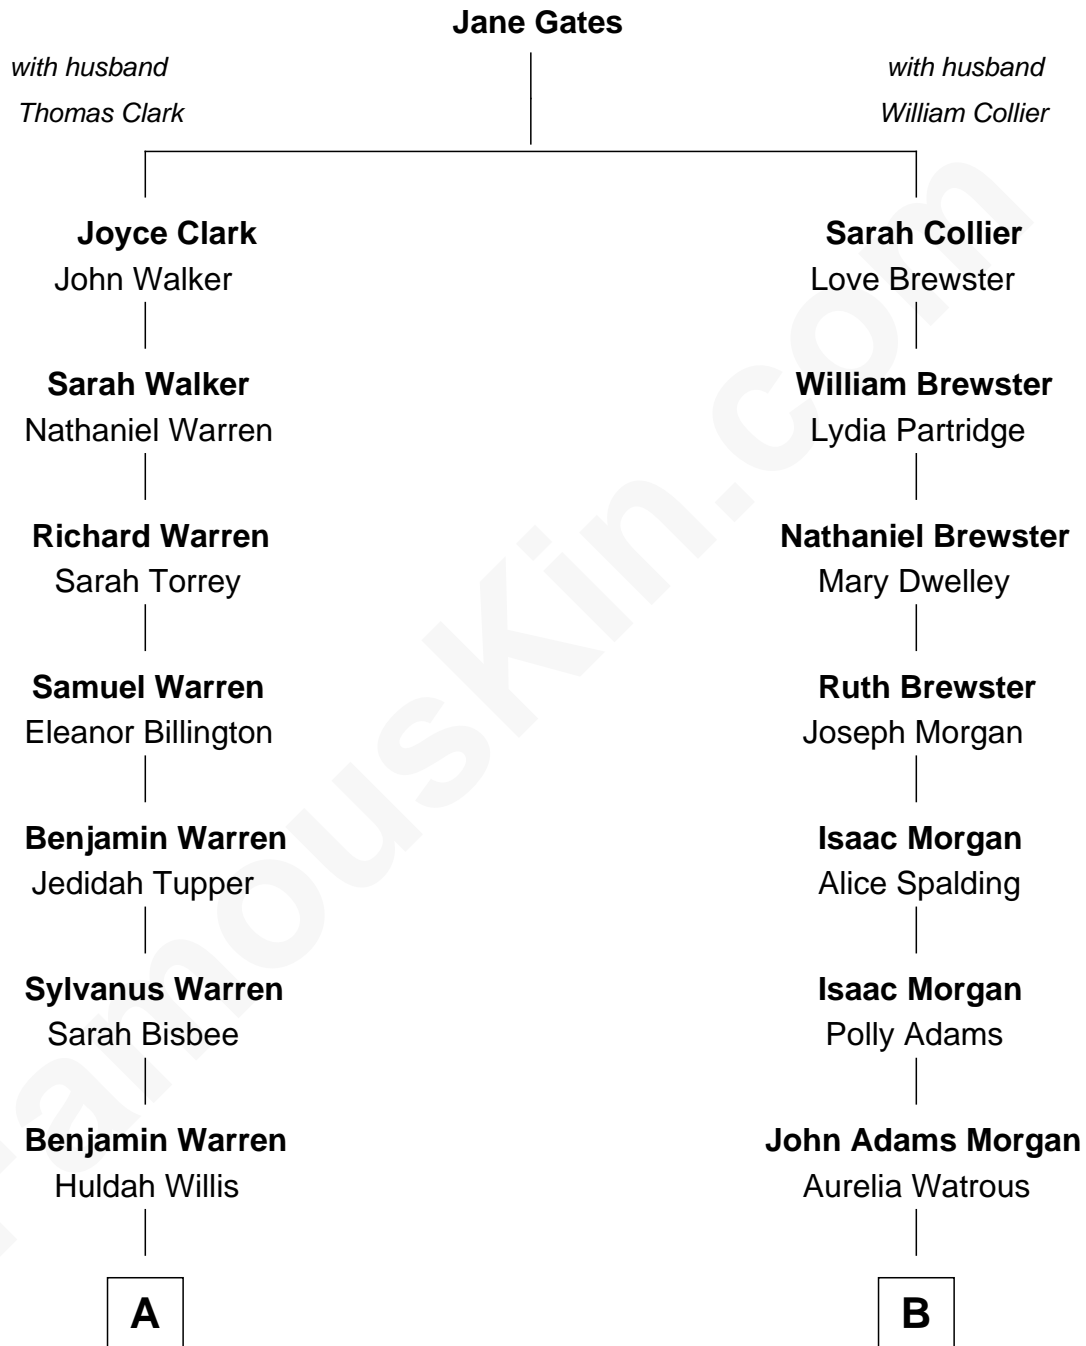 Jane Gates
with husband
Thomas Clark
with husband
William Collier
Joyce Clark
John Walker
Sarah Collier
Love Brewster
Sarah Walker
Nathaniel Warren
William Brewster
Lydia Partridge
Richard Warren
Sarah Torrey
Nathaniel Brewster
Mary Dwelley
Samuel Warren
Eleanor Billington
Ruth Brewster
Joseph Morgan
Benjamin Warren
Jedidah Tupper
Isaac Morgan
Alice Spalding
Sylvanus Warren
Sarah Bisbee
Isaac Morgan
Polly Adams
Benjamin Warren
Huldah Willis
John Adams Morgan
Aurelia Watrous
A
B
FamousKin.com